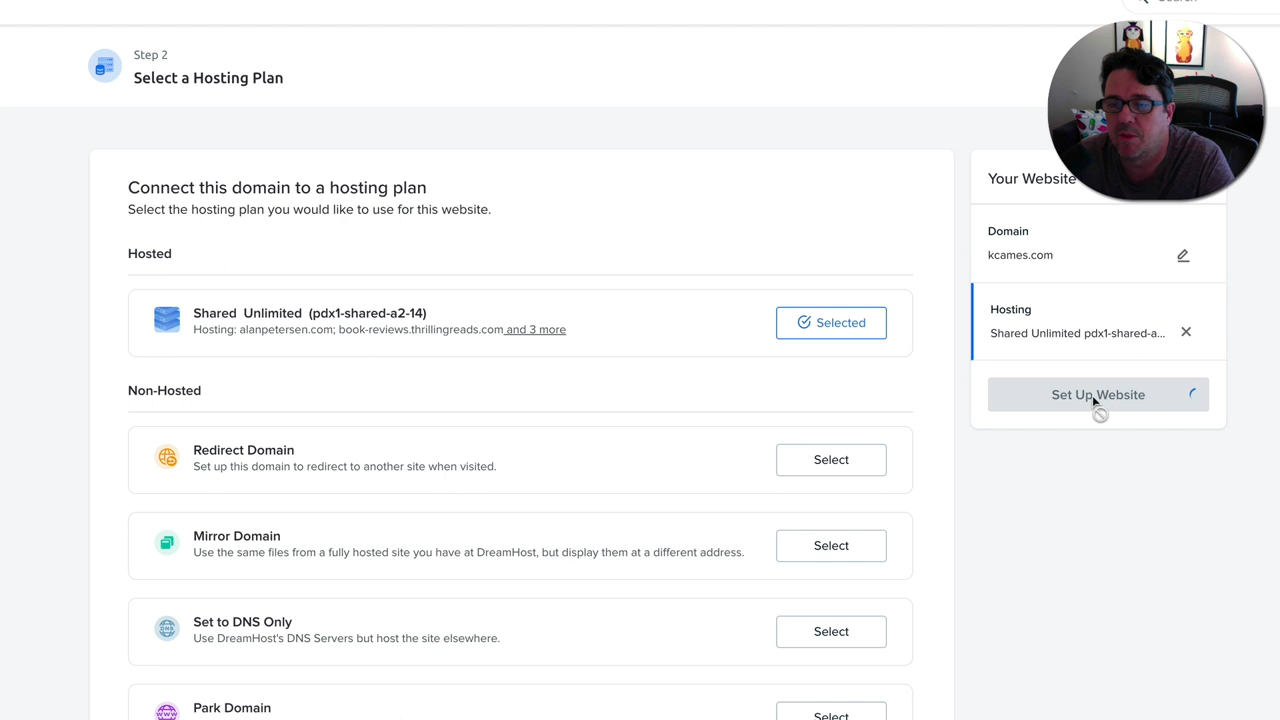 Search
Step 2
Select a Hosting Plan
Connect this domain to a hosting plan
Select the hosting plan you would like to use for this website.
Hosted
Shared Unlimited (pdx1-shared-a2-14)
Hosting: alanpetersen.com; book-reviews.thrillingreads.com and 3 more
Selected
Non-Hosted
Redirect Domain
Set up this domain to redirect to another site when visited.
Select
Mirror Domain
Use the same files from a fully hosted site you have at DreamHost, but display them at a different address.
Select
DNS
Set to DNS Only
Use DreamHost's DNS Servers but host the site elsewhere.
Select
www
Park Domain
Select
Your Website
Domain
kcames.com
Hosting
Shared Unlimited pdx1-shared-a...
Set Up Website